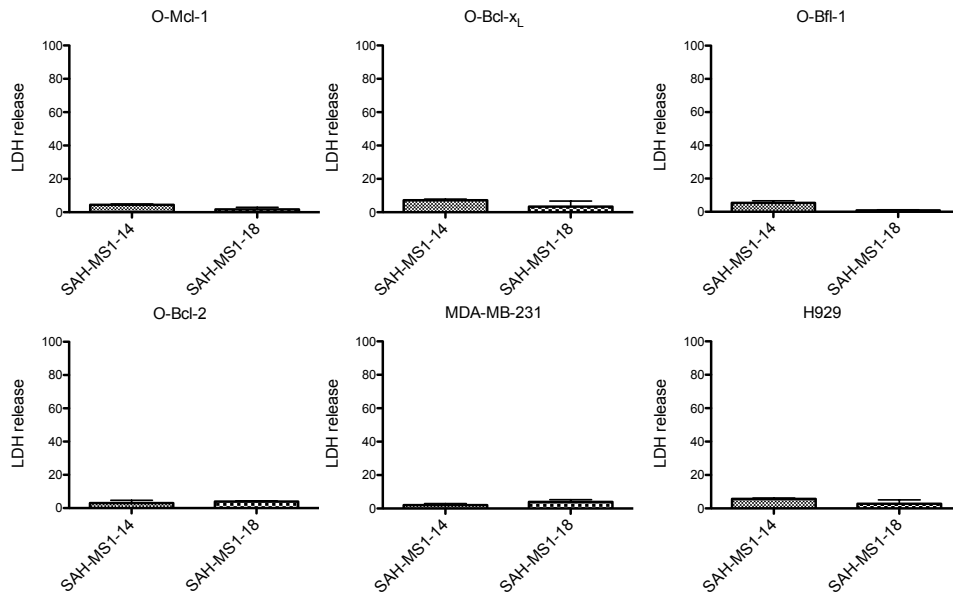 O-Mcl-1
LDH release
100
80
60
40
20
0
SAH-MS1-14
SAH-MS1-18
O-Bcl-xL
LDH release
100
80
60
40
20
0
SAH-MS1-14
SAH-MS1-18
O-Bfl-1
LDH release
100
80
60
40
20
0
SAH-MS1-14
SAH-MS1-18
O-Bcl-2
LDH release
100
80
60
40
20
0
SAH-MS1-14
SAH-MS1-18
MDA-MB-231
LDH release
100
80
60
40
20
0
SAH-MS1-14
SAH-MS1-18
H929
LDH release
100
80
60
40
20
0
SAH-MS1-14
SAH-MS1-18